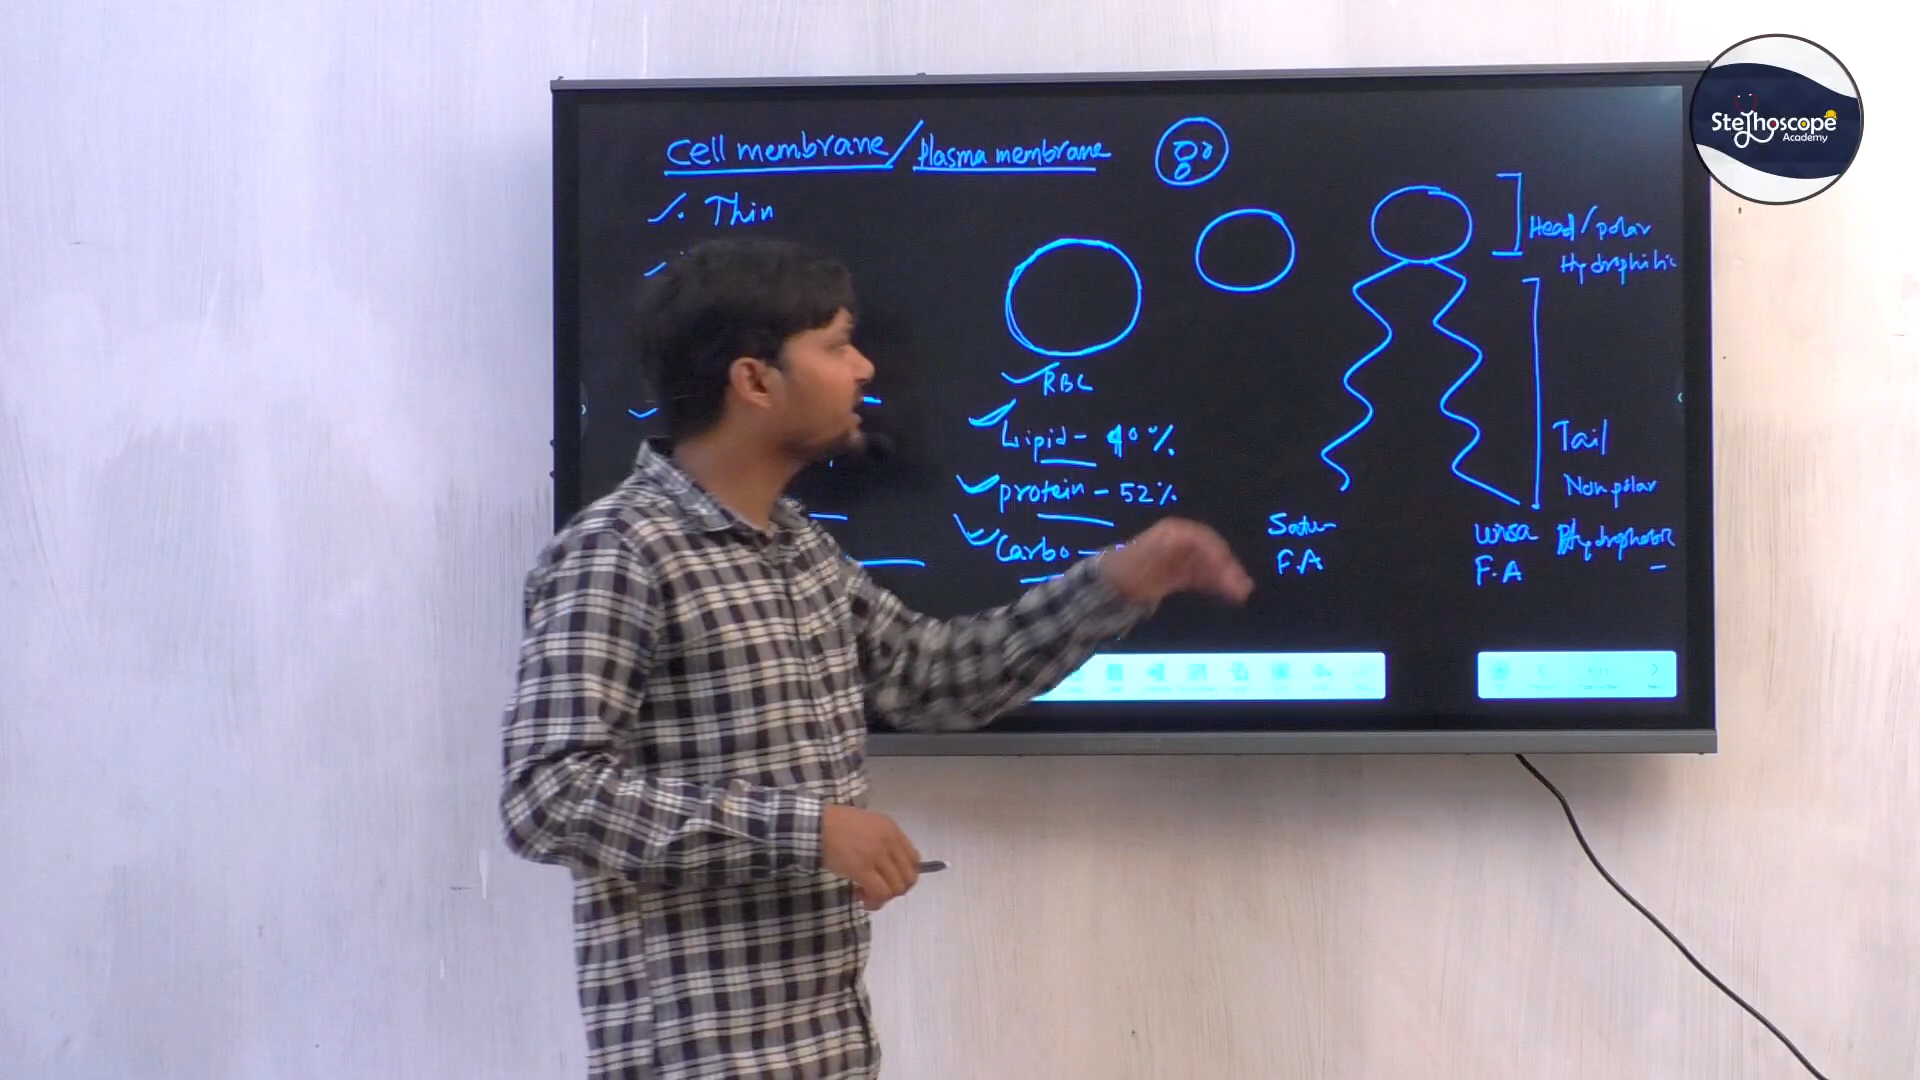 Cell membrane / Plasma membrane
Thin
RBC
Lipid - 40%
protein - 52%
Carbo -
Head / polar
Hydrophilic
Tail
Non polar
Hydrophobic
Satu
F.A
unsa
F.A
Stethoscope
Academy